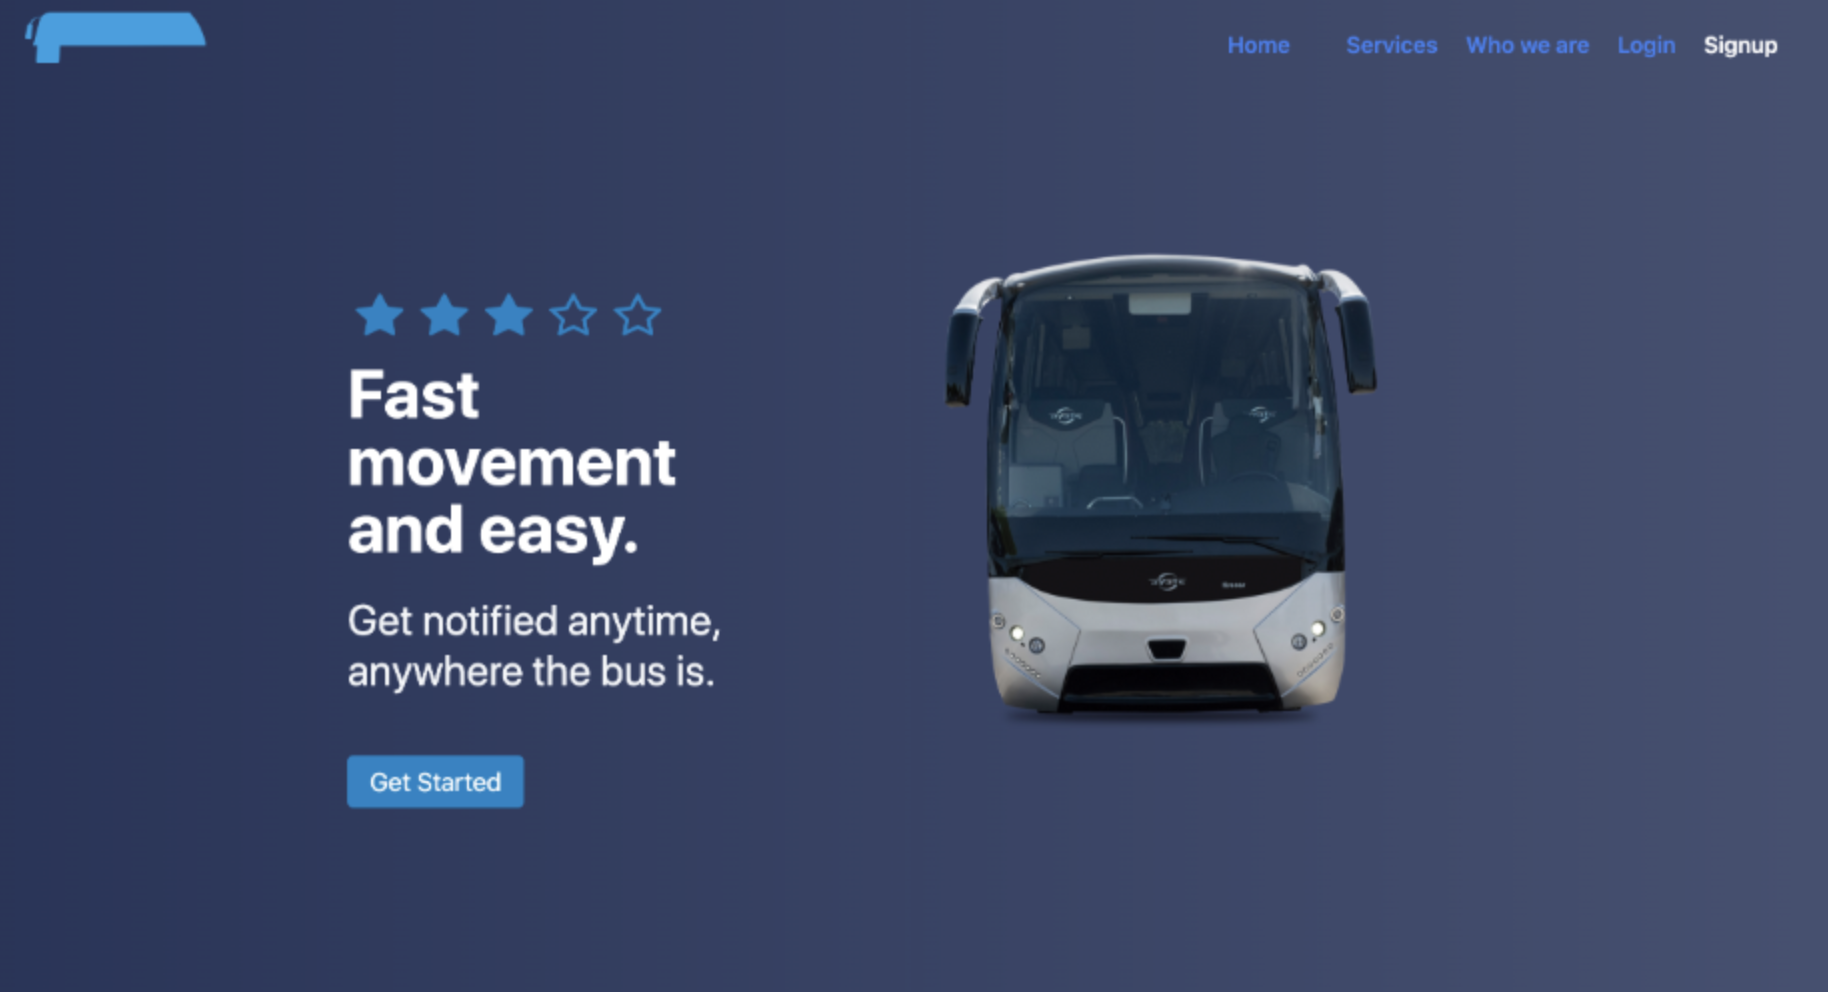 Home Services Who we are Login Signup
Fast
movement
and easy.
Get notified anytime,
anywhere the bus is.
Get Started